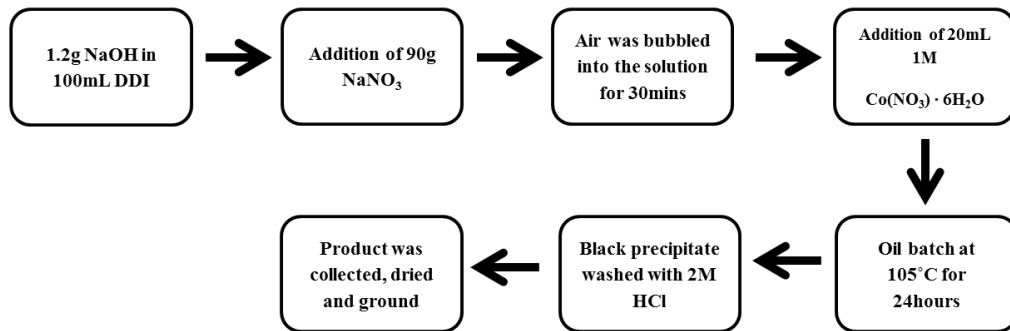 1.2g NaOH in
100mL DDI
Addition of 90g
NaNO₃
Air was bubbled
into the solution
for 30mins
Addition of 20mL
1M
Co(NO₃) · 6H₂O
Oil batch at
105˚C for
24hours
Black precipitate
washed with 2M
HCl
Product was
collected, dried
and ground